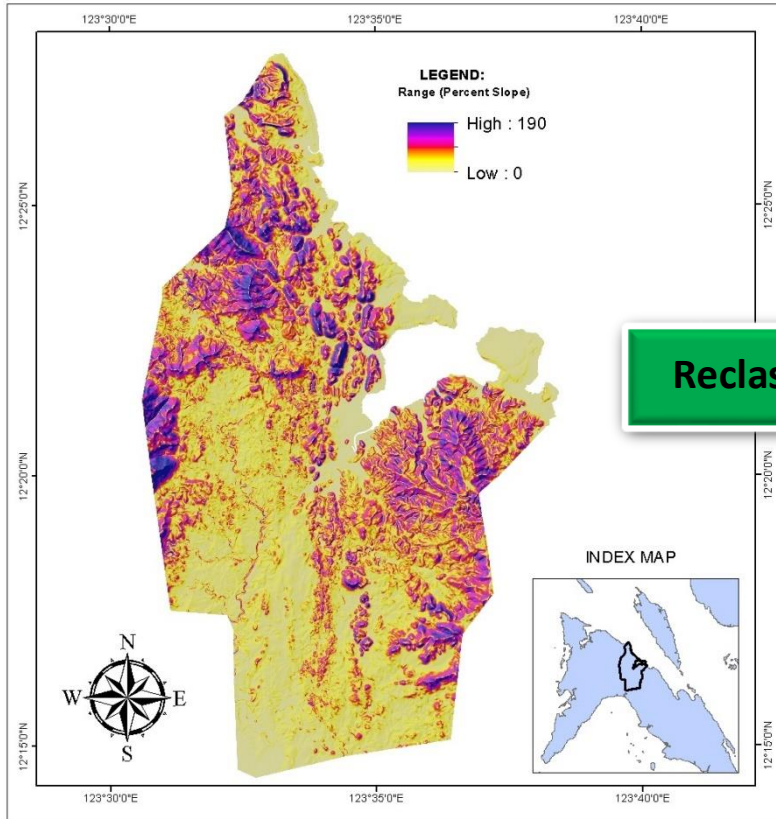 123°30'0"E 123°35'0"E 123°40'0"E
LEGEND:
Range (Percent Slope)
High : 190
Low : 0
12°25'0"N 12°25'0"N
Reclas
12°20'0"N 12°20'0"N
INDEX MAP
N
W E
S
12°15'0"N 12°15'0"N
123°30'0"E 123°35'0"E 123°40'0"E